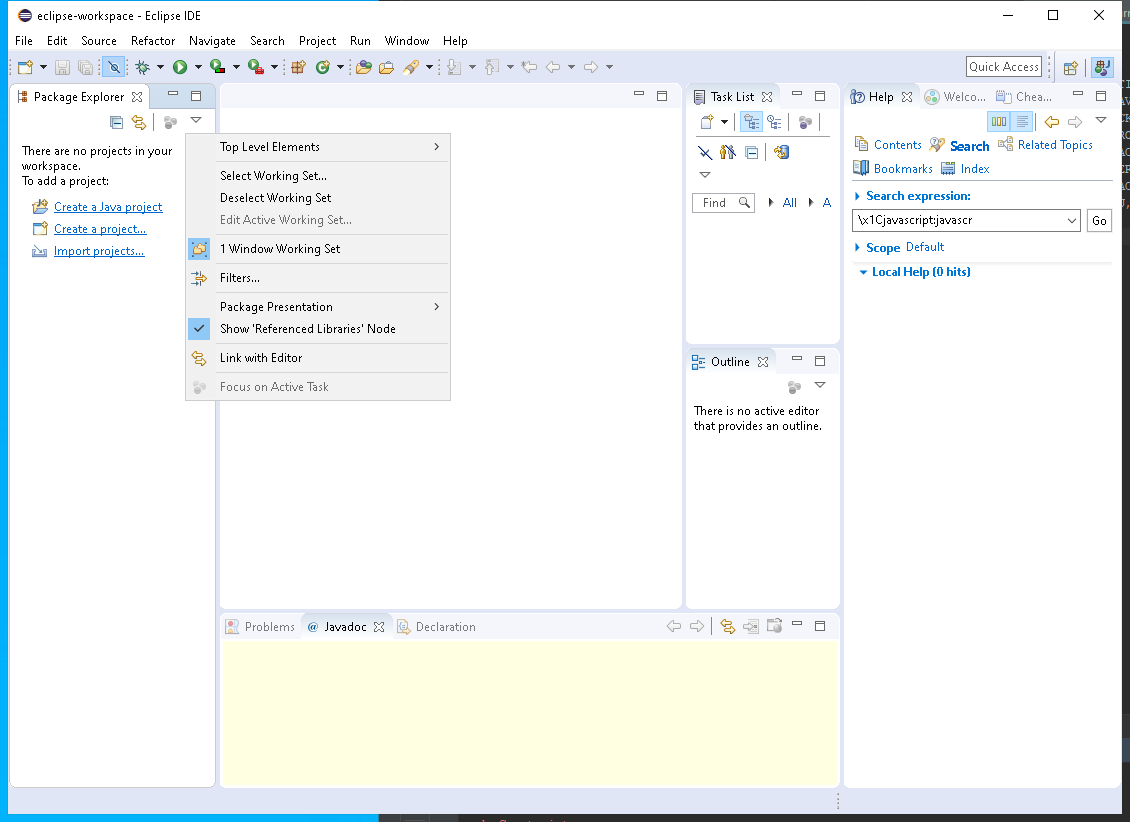 eclipse-workspace - Eclipse IDE
File Edit Source Refactor Navigate Search Project Run Window Help
Quick Access
Package Explorer
There are no projects in your
workspace.
To add a project:
Create a Java project
Create a project...
Import projects...
Top Level Elements
Select Working Set...
Deselect Working Set
Edit Active Working Set...
1 Window Working Set
Filters...
Package Presentation
Show 'Referenced Libraries' Node
Link with Editor
Focus on Active Task
Task List
Find All A
Outline
There is no active editor
that provides an outline.
Help Welco... Chea...
Contents Search Related Topics
Bookmarks Index
Search expression:
\x1Cjavascript:javascr Go
Scope Default
Local Help (0 hits)
Problems @ Javadoc Declaration